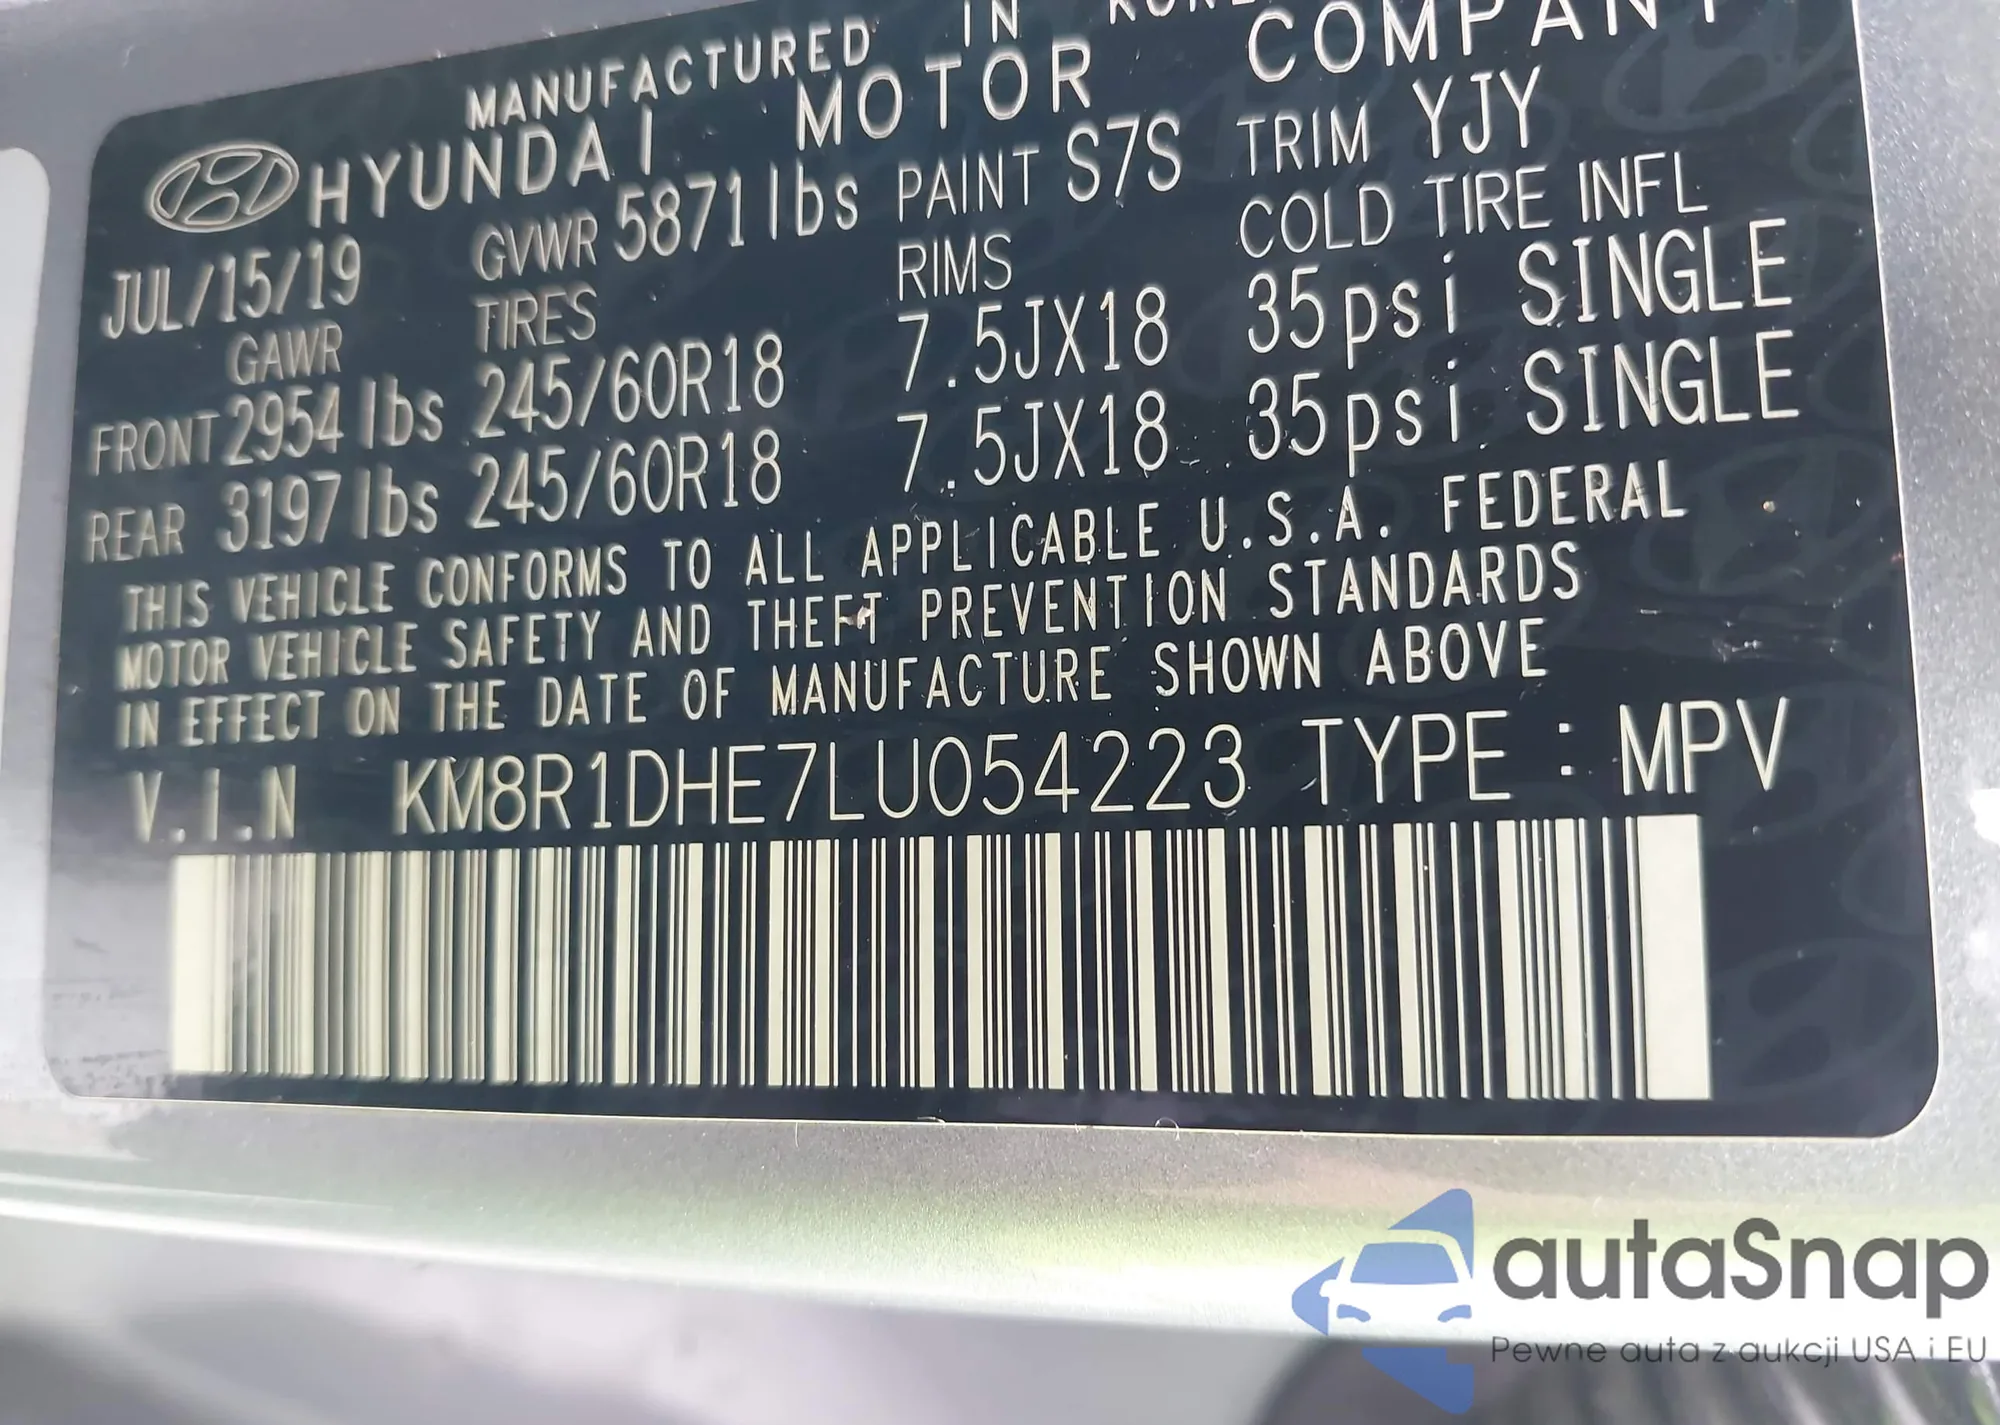 MANUFACTURED IN KORE
HYUNDAI MOTOR COMPANY
JUL/15/19 GVWR 5871 lbs PAINT S7S TRIM YJY
GAWR TIRES RIMS COLD TIRE INFL
FRONT 2954 lbs 245/60R18 7.5JX18 35psi SINGLE
REAR 3197 lbs 245/60R18 7.5JX18 35psi SINGLE
THIS VEHICLE CONFORMS TO ALL APPLICABLE U.S.A. FEDERAL
MOTOR VEHICLE SAFETY AND THEFT PREVENTION STANDARDS
IN EFFECT ON THE DATE OF MANUFACTURE SHOWN ABOVE
V.I.N KM8R1DHE7LU054223 TYPE : MPV
autaSnap
Pewne auta z aukcji USA i EU